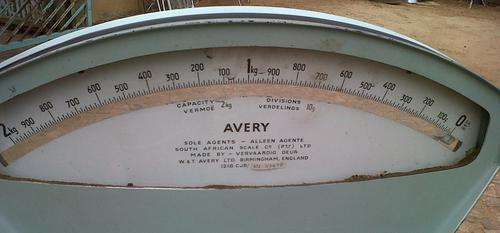 2kg 900 800 700 600 500 400 300 200 100 1kg 900 800 700 600 500 400 300 200 100 0
CAPACITY VERMOË 2kg
DIVISIONS VERDELINGS 10g
AVERY
SOLE AGENTS - ALLEEN AGENTE
SOUTH AFRICAN SCALE CO (PTY) LTD
MADE BY - VERVAARDIG DEUR
W & T AVERY LTD BIRMINGHAM, ENGLAND